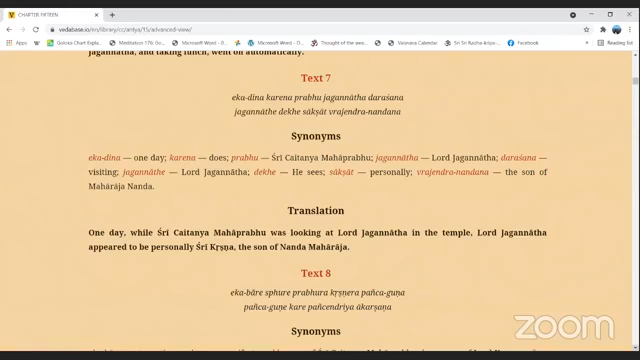 CHAPTER FIFTEEN
vedabase.io/en/library/cc/antya/15/advanced-view/
Apps Goloka Chart Explor... Meditation 176: Go... Microsoft Word - D... Microsoft Word - D... Thought of the awe... Vaisnava Calendar Facebook Reading list
Jagannātha, and taking lunch, went on automatically.
Text 7
eka-dina karena prabhu jagannātha daraśana
jagannāthe dekhe sākṣāt vrajendra-nandana
Synonyms
eka-dina — one day; karena — does; prabhu — Śrī Caitanya Mahāprabhu; jagannātha — Lord Jagannātha; daraśana —
visiting; jagannāthe — Lord Jagannātha; dekhe — He sees; sākṣāt — personally; vrajendra-nandana — the son of
Mahārāja Nanda.
Translation
One day, while Śrī Caitanya Mahāprabhu was looking at Lord Jagannātha in the temple, Lord Jagannātha
appeared to be personally Śrī Kṛṣṇa, the son of Nanda Mahārāja.
Text 8
eka-bāre sphure prabhura kṛṣṇera pañca-guṇa
pañca-guṇe kare pañcendriya ākarṣaṇa
zoom
Synonyms